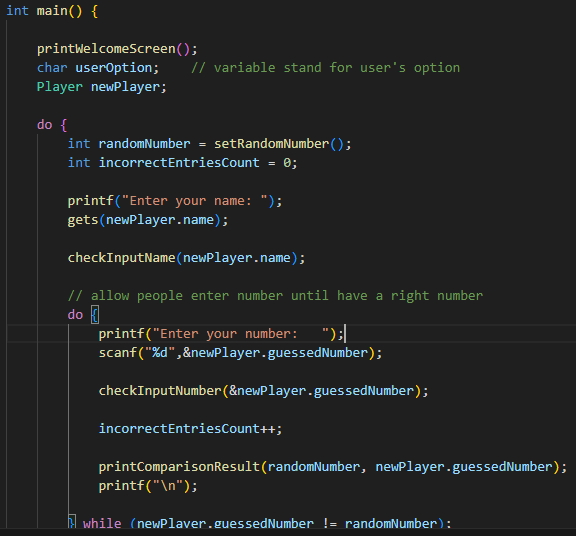 int main() {
printWelcomeScreen();
char userOption;    // variable stand for user's option
Player newPlayer;
do {
int randomNumber = setRandomNumber();
int incorrectEntriesCount = 0;
printf("Enter your name: ");
gets(newPlayer.name);
checkInputName(newPlayer.name);
// allow people enter number until have a right number
do {
printf("Enter your number:   ");
scanf("%d",&newPlayer.guessedNumber);
checkInputNumber(&newPlayer.guessedNumber);
incorrectEntriesCount++;
printComparisonResult(randomNumber, newPlayer.guessedNumber);
printf("\n");
} while (newPlayer.guessedNumber != randomNumber);